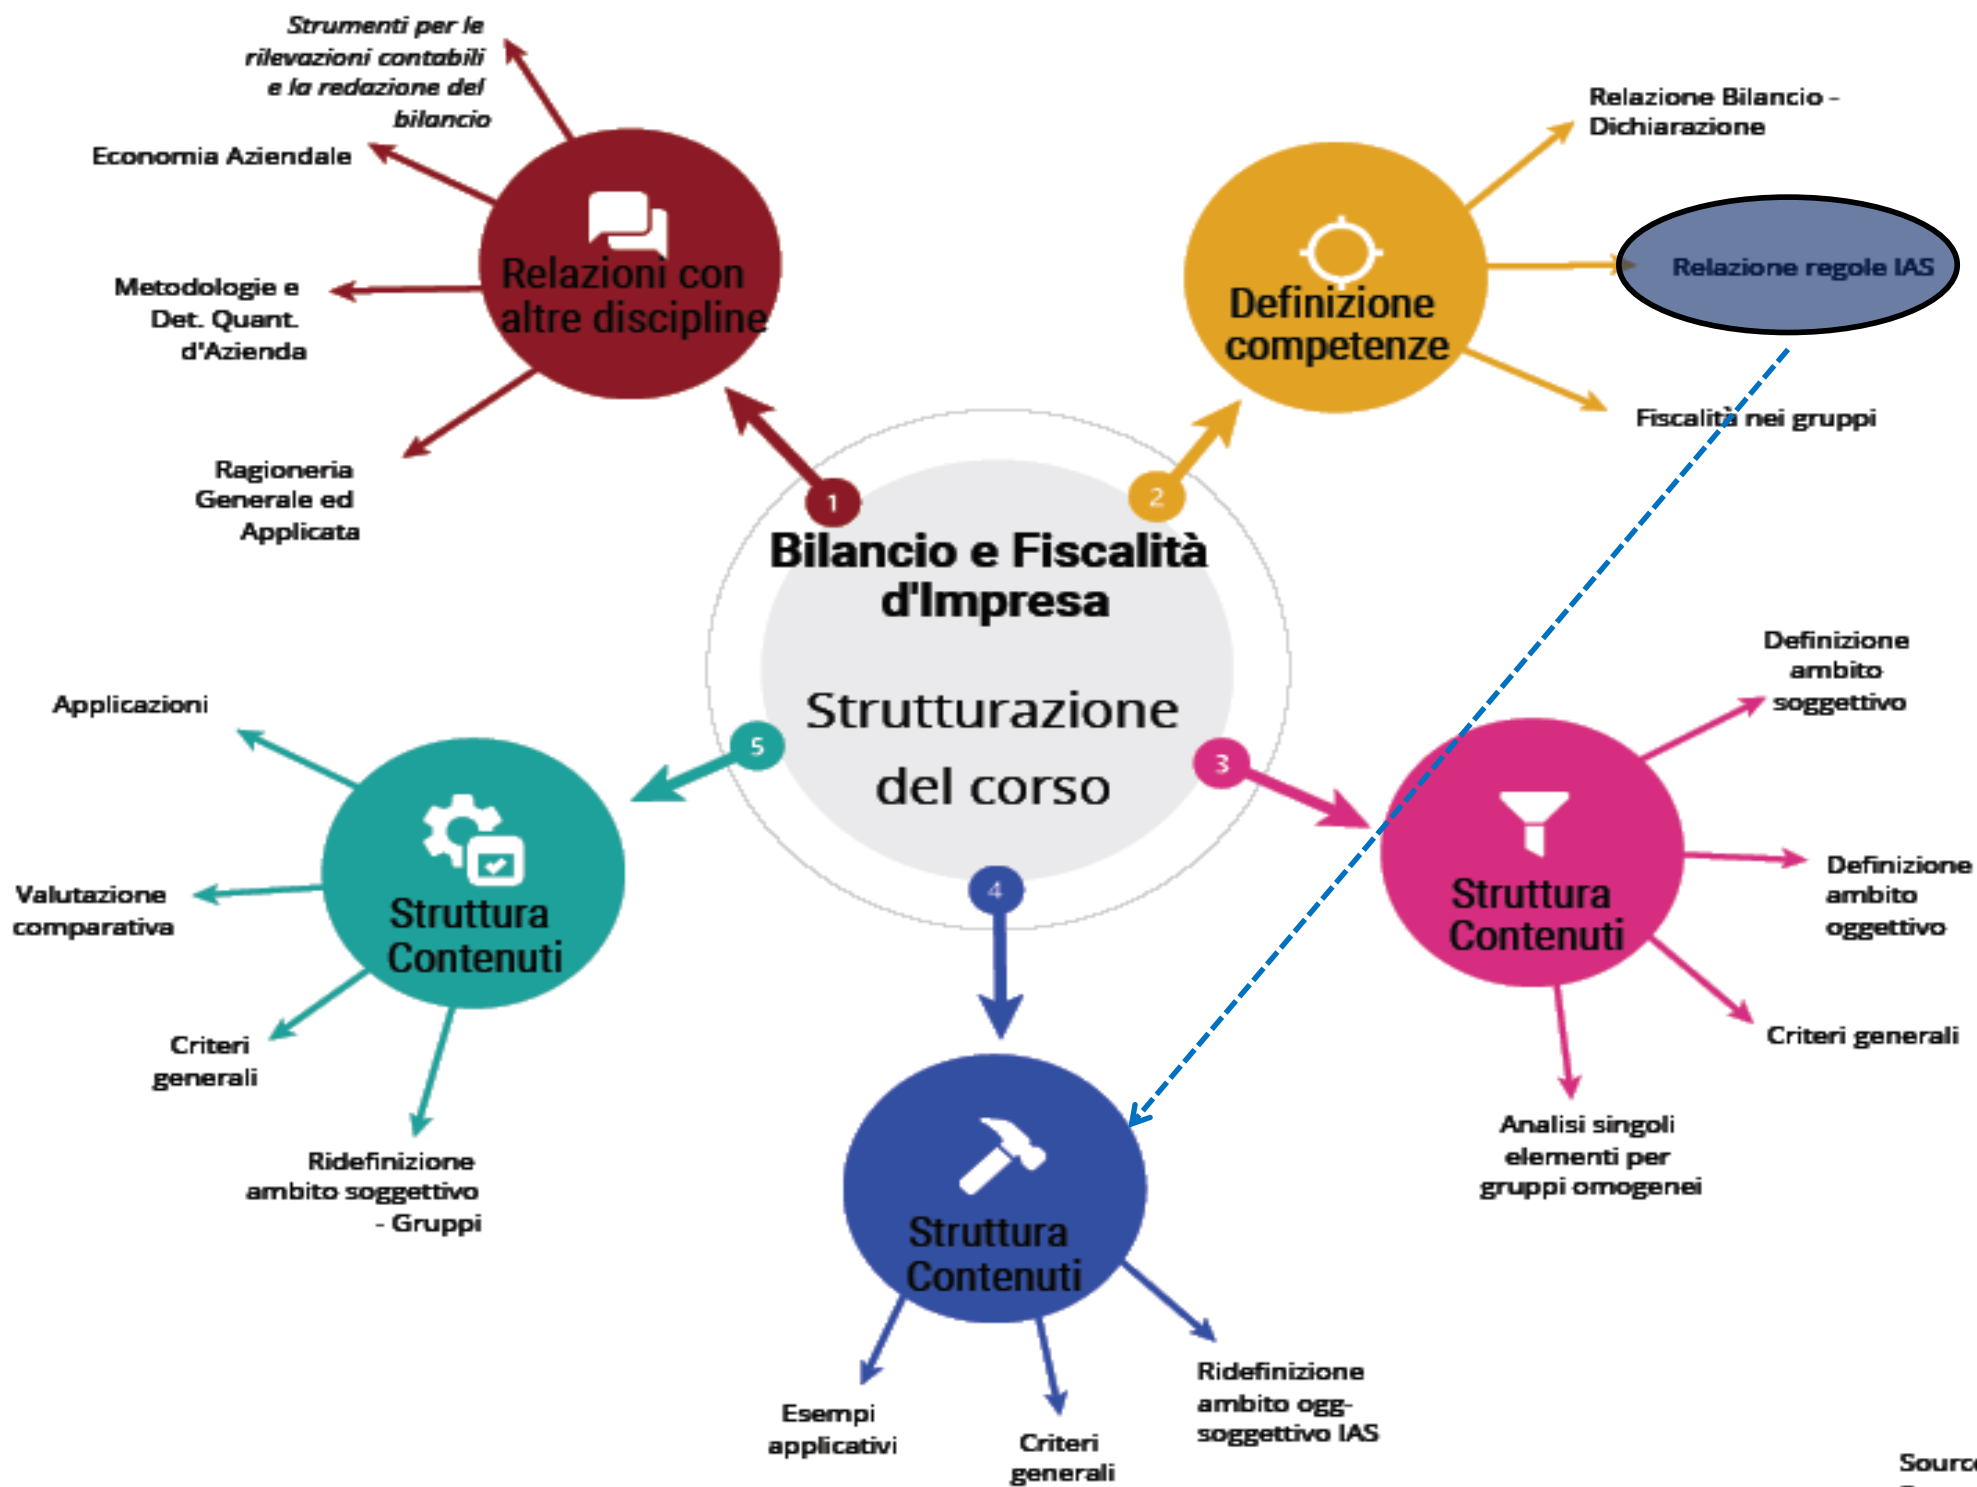 Strumenti per le
rilevazioni contabili
e la redazione del
bilancio
Economia Aziendale
Metodologie e
Det. Quant.
d'Azienda
Ragioneria
Generale ed
Applicata
Relazioni con
altre discipline
1
Definizione
competenze
2
Relazione Bilancio -
Dichiarazione
Relazione regole IAS
Fiscalità nei gruppi
Bilancio e Fiscalità
d'Impresa
Strutturazione
del corso
3
Struttura
Contenuti
Definizione
ambito
soggettivo
Definizione
ambito
oggettivo
Criteri generali
Analisi singoli
elementi per
gruppi omogenei
4
Struttura
Contenuti
Ridefinizione
ambito ogg-
soggettivo IAS
Criteri
generali
Esempi
applicativi
5
Struttura
Contenuti
Applicazioni
Valutazione
comparativa
Criteri
generali
Ridefinizione
ambito soggettivo
- Gruppi